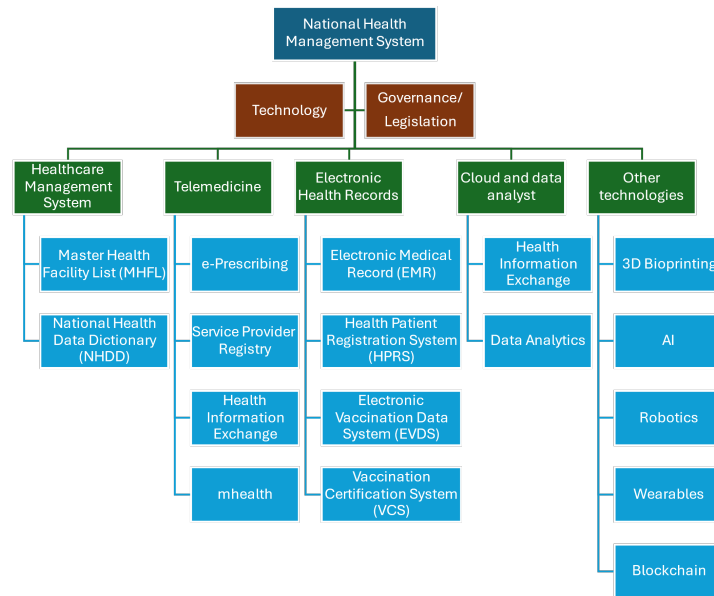 National Health
Management System
Technology
Governance/
Legislation
Healthcare
Management
System
Telemedicine
Electronic
Health Records
Cloud and data
analyst
Other
technologies
Master Health
Facility List (MHFL)
National Health
Data Dictionary
(NHDD)
e-Prescribing
Service Provider
Registry
Health
Information
Exchange
mhealth
Electronic Medical
Record (EMR)
Health Patient
Registration System
(HPRS)
Electronic
Vaccination Data
System (EVDS)
Vaccination
Certification System
(VCS)
Health
Information
Exchange
Data Analytics
3D Bioprinting
AI
Robotics
Wearables
Blockchain